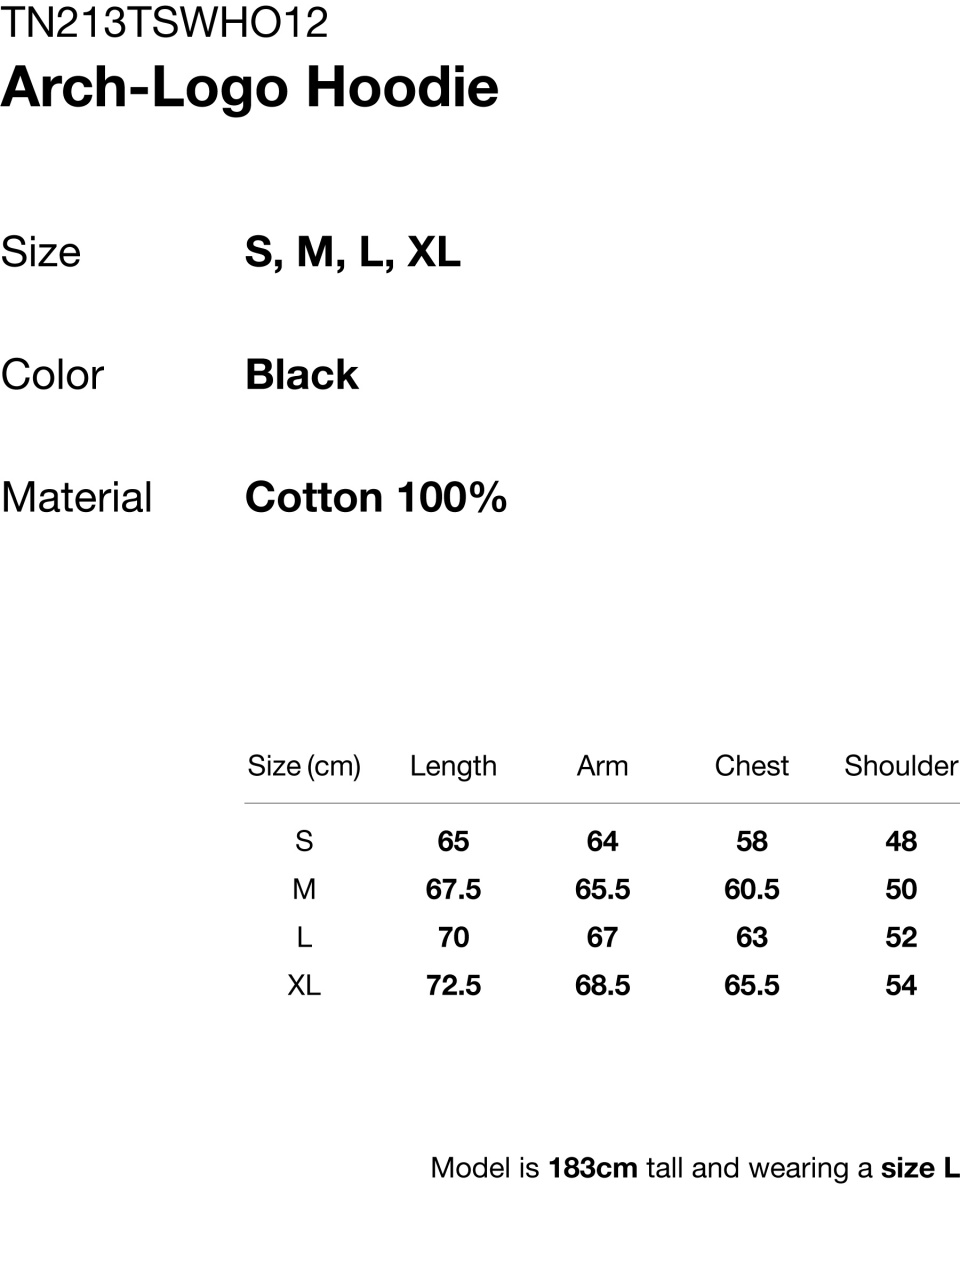 TN213TSWHO12
Arch-Logo Hoodie
Size S, M, L, XL
Color Black
Material Cotton 100%
Size (cm) Length Arm Chest Shoulder
S 65 64 58 48
M 67.5 65.5 60.5 50
L 70 67 63 52
XL 72.5 68.5 65.5 54
Model is 183cm tall and wearing a size L